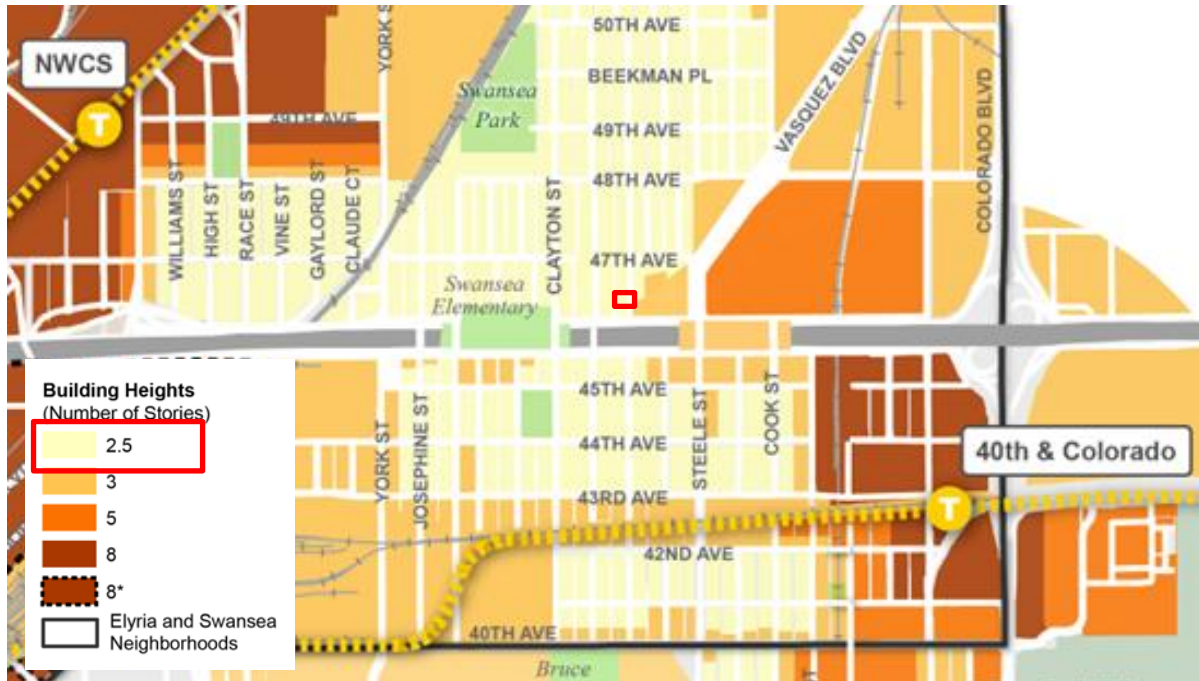 50TH AVE
NWCS
YORK S
BEEKMAN PL
VASQUEZ BLVD
COLORADO BLVD
Swansea
Park
49TH AVE
49TH AVE
48TH AVE
WILLIAMS ST
HIGH ST
RACE ST
VINE ST
GAYLORD ST
CLAUDE CT
CLAYTON ST
47TH AVE
Swansea
Elementary
Building Heights
(Number of Stories)
2.5
3
5
8
8*
Elyria and Swansea
Neighborhoods
45TH AVE
YORK ST
JOSEPHINE ST
STEELE ST
COOK ST
44TH AVE
40th & Colorado
43RD AVE
T
T
42ND AVE
40TH AVE
Bruce